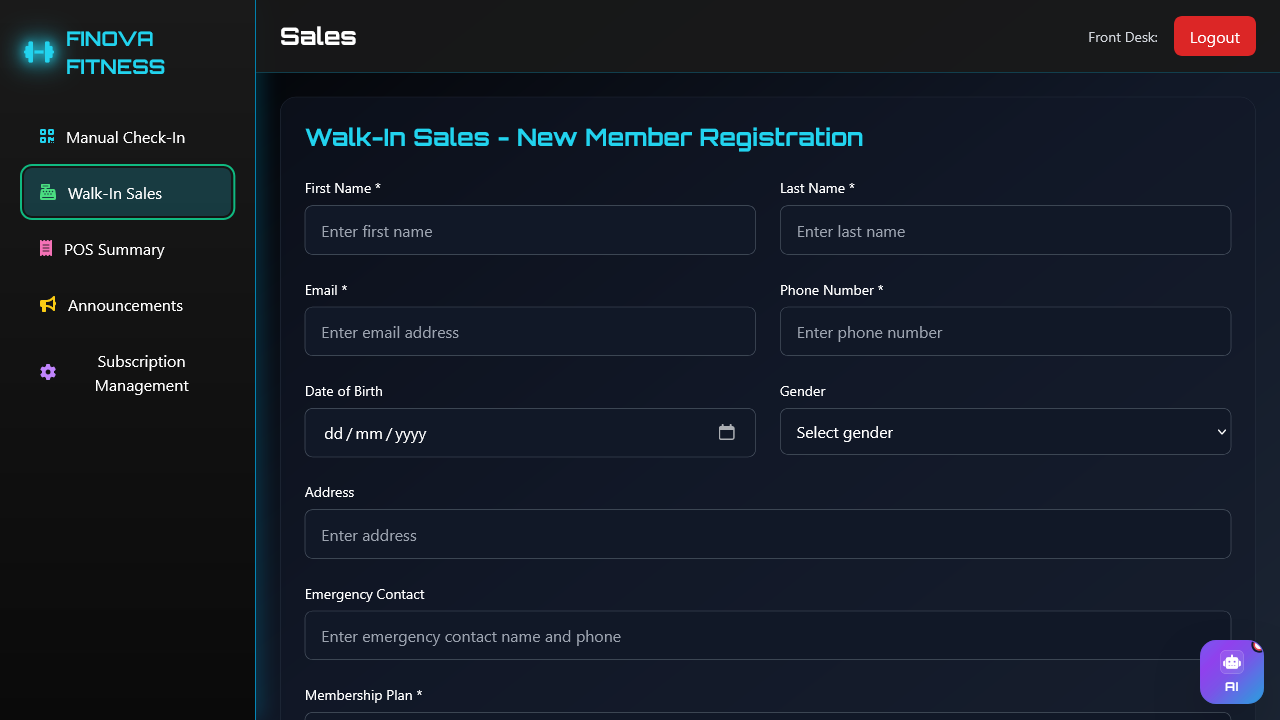 FINOVA
FITNESS
Sales
Front Desk:
Logout
Manual Check-In
Walk-In Sales
POS Summary
Announcements
Subscription
Management
Walk-In Sales - New Member Registration
First Name *
Last Name *
Enter first name
Enter last name
Email *
Phone Number *
Enter email address
Enter phone number
Date of Birth
Gender
dd/mm/yyyy
Select gender
Address
Enter address
Emergency Contact
Enter emergency contact name and phone
AI
Membership Plan *